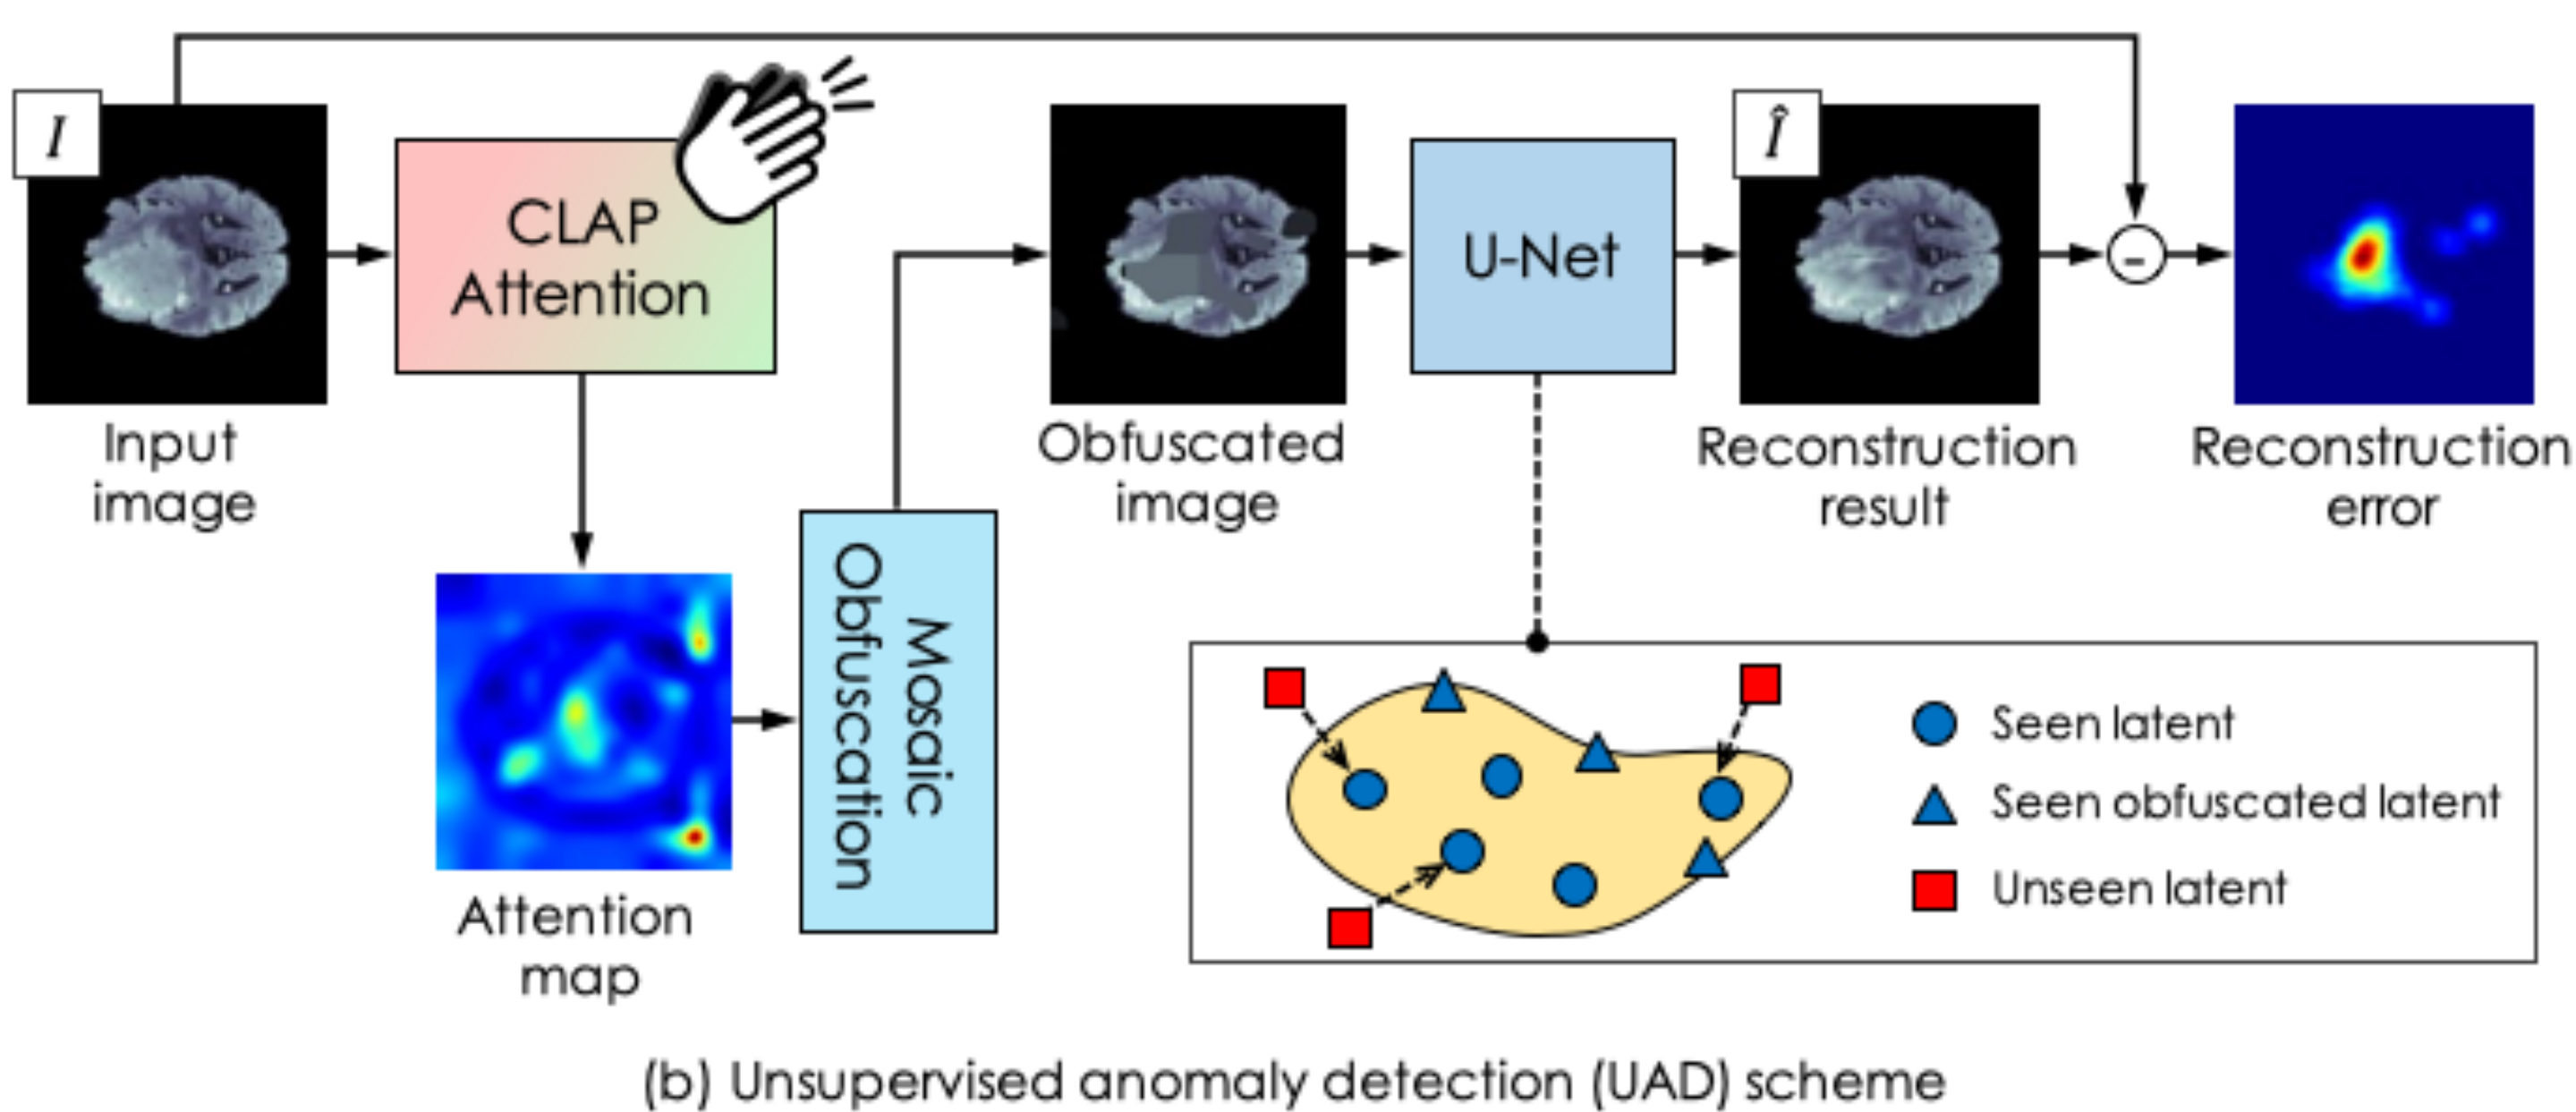 I
CLAP
Attention
Input
image
Attention
map
Mosaic
Obfuscation
Obfuscated
image
U-Net
Î
Reconstruction
result
-
Reconstruction
error
Seen latent
Seen obfuscated latent
Unseen latent
(b) Unsupervised anomaly detection (UAD) scheme